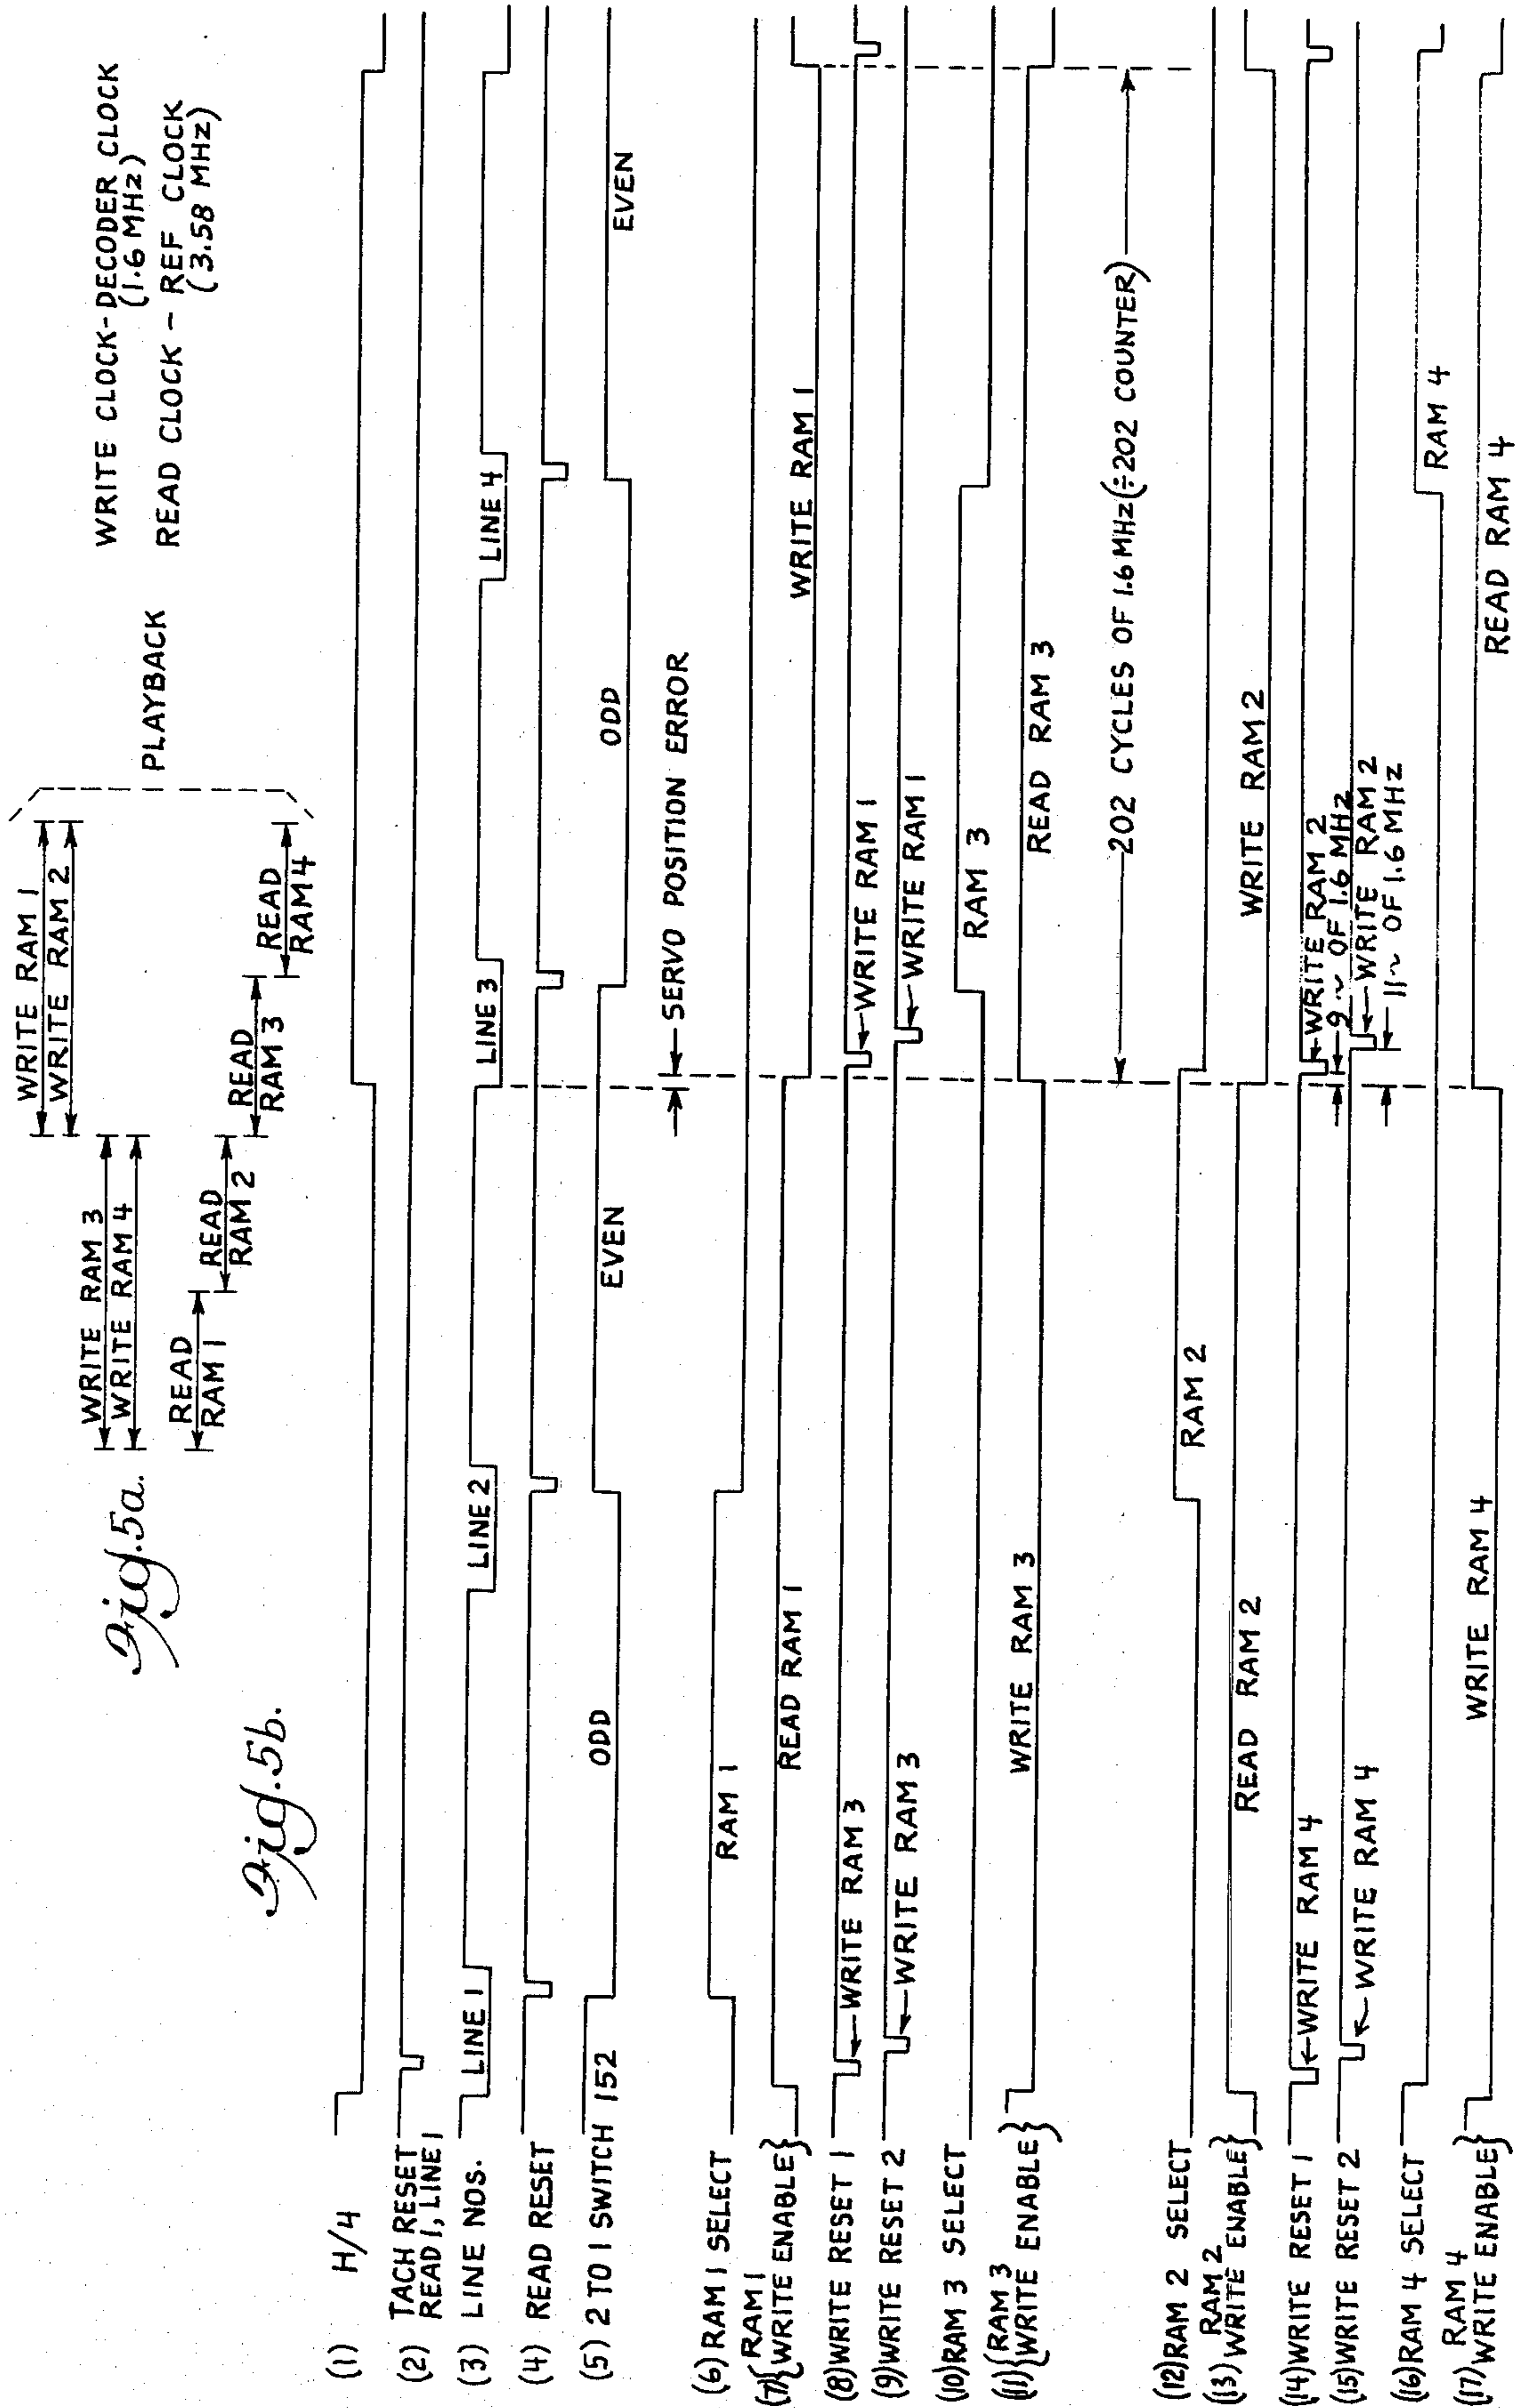 Fig. 5a.
WRITE RAM 3
WRITE RAM 4
READ
RAM 1
READ
RAM 2
WRITE RAM 1
WRITE RAM 2
READ
RAM 3
READ
RAM 4
PLAYBACK
WRITE CLOCK-DECODER CLOCK
(1.6 MHz)
READ CLOCK - REF CLOCK
(3.58 MHz)
Fig. 5b.
(1) H/4
(2) TACH RESET
READ 1, LINE 1
(3) LINE NOS.
LINE 1
LINE 2
LINE 3
LINE 4
(4) READ RESET
(5) 2 TO 1 SWITCH 152
ODD
EVEN
ODD
EVEN
SERVO POSITION ERROR
(6) RAM 1 SELECT
RAM 1
(7) { RAM 1
WRITE ENABLE }
READ RAM 1
WRITE RAM 1
(8) WRITE RESET 1
WRITE RAM 3
WRITE RAM 1
(9) WRITE RESET 2
WRITE RAM 3
WRITE RAM 1
(10) RAM 3 SELECT
RAM 3
(11) { RAM 3
WRITE ENABLE }
WRITE RAM 3
READ RAM 3
202 CYCLES OF 1.6 MHz (÷202 COUNTER)
(12) RAM 2 SELECT
RAM 2
RAM 2
(13) WRITE ENABLE }
READ RAM 2
WRITE RAM 2
(14) WRITE RESET 1
WRITE RAM 4
WRITE RAM 2
9 ~ OF 1.6 MHz
(15) WRITE RESET 2
WRITE RAM 4
WRITE RAM 2
11 ~ OF 1.6 MHz
(16) RAM 4 SELECT
RAM 4
RAM 4
(17) WRITE ENABLE }
WRITE RAM 4
READ RAM 4